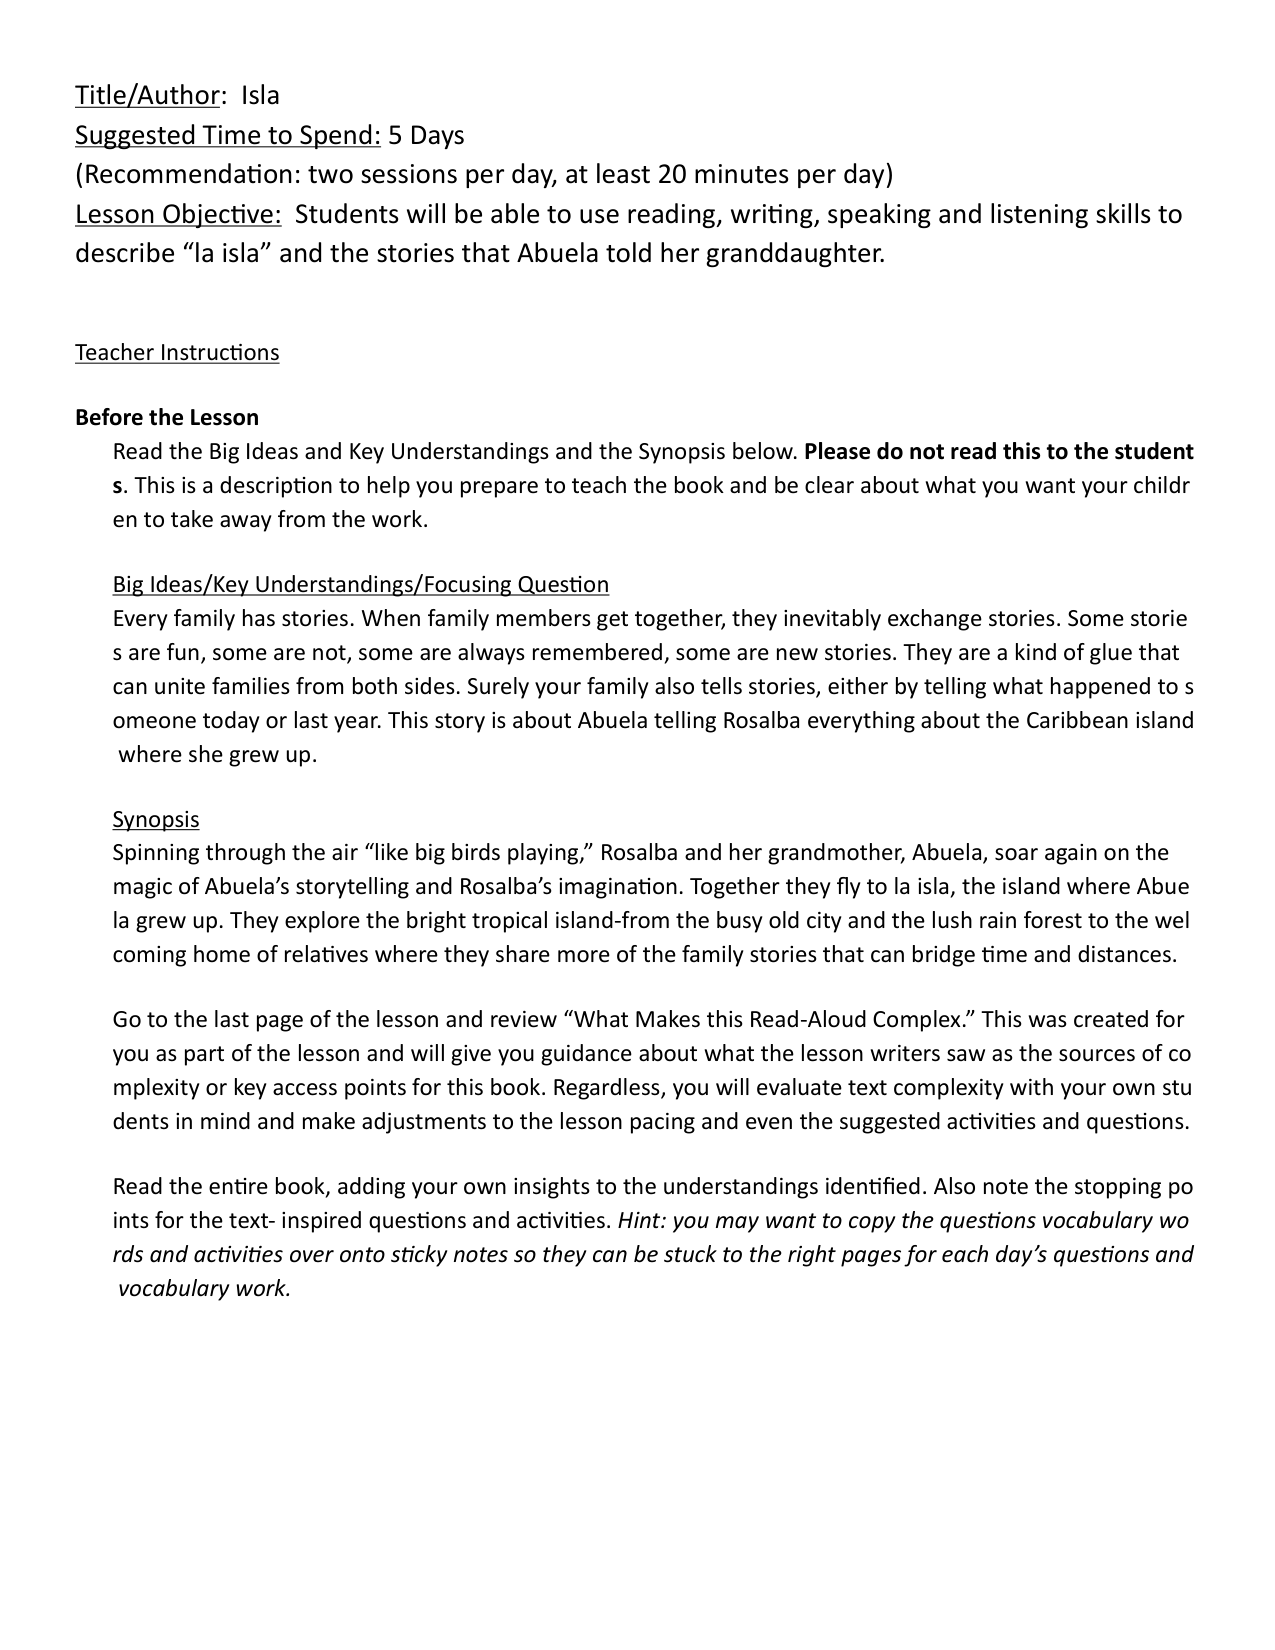 Title/Author:  Isla
Suggested Time to Spend: 5 Days
(Recommendation: two sessions per day, at least 20 minutes per day)
Lesson Objective:  Students will be able to use reading, writing, speaking and listening skills to
describe “la isla” and the stories that Abuela told her granddaughter.
Teacher Instructions
Before the Lesson
Read the Big Ideas and Key Understandings and the Synopsis below. Please do not read this to the student
s. This is a description to help you prepare to teach the book and be clear about what you want your childr
en to take away from the work.
Big Ideas/Key Understandings/Focusing Question
Every family has stories. When family members get together, they inevitably exchange stories. Some storie
s are fun, some are not, some are always remembered, some are new stories. They are a kind of glue that
can unite families from both sides. Surely your family also tells stories, either by telling what happened to s
omeone today or last year. This story is about Abuela telling Rosalba everything about the Caribbean island
where she grew up.
Synopsis
Spinning through the air “like big birds playing,” Rosalba and her grandmother, Abuela, soar again on the
magic of Abuela’s storytelling and Rosalba’s imagination. Together they fly to la isla, the island where Abue
la grew up. They explore the bright tropical island-from the busy old city and the lush rain forest to the wel
coming home of relatives where they share more of the family stories that can bridge time and distances.
Go to the last page of the lesson and review “What Makes this Read-Aloud Complex.” This was created for
you as part of the lesson and will give you guidance about what the lesson writers saw as the sources of co
mplexity or key access points for this book. Regardless, you will evaluate text complexity with your own stu
dents in mind and make adjustments to the lesson pacing and even the suggested activities and questions.
Read the entire book, adding your own insights to the understandings identified. Also note the stopping po
ints for the text- inspired questions and activities. Hint: you may want to copy the questions vocabulary wo
rds and activities over onto sticky notes so they can be stuck to the right pages for each day’s questions and
vocabulary work.